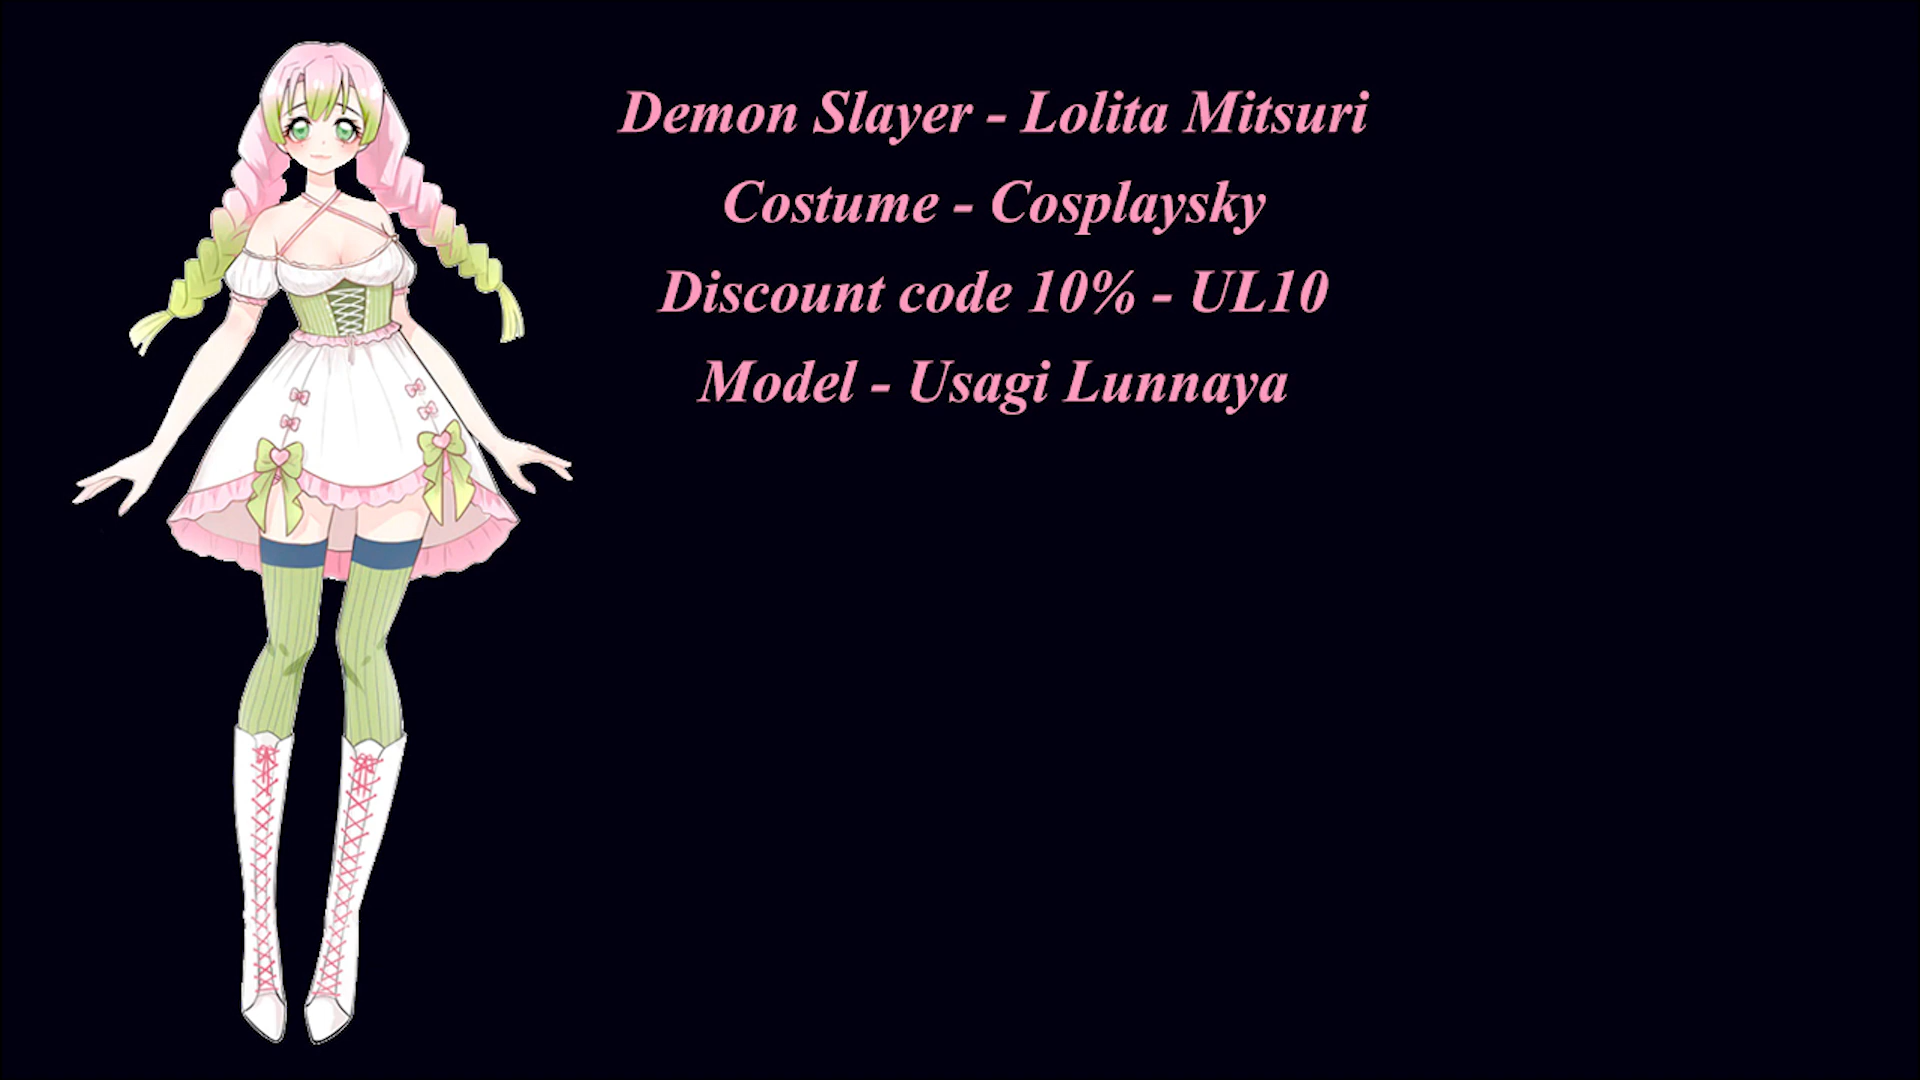 Demon Slayer - Lolita Mitsuri
Costume - Cosplaysky
Discount code 10% - UL10
Model - Usagi Lunnaya